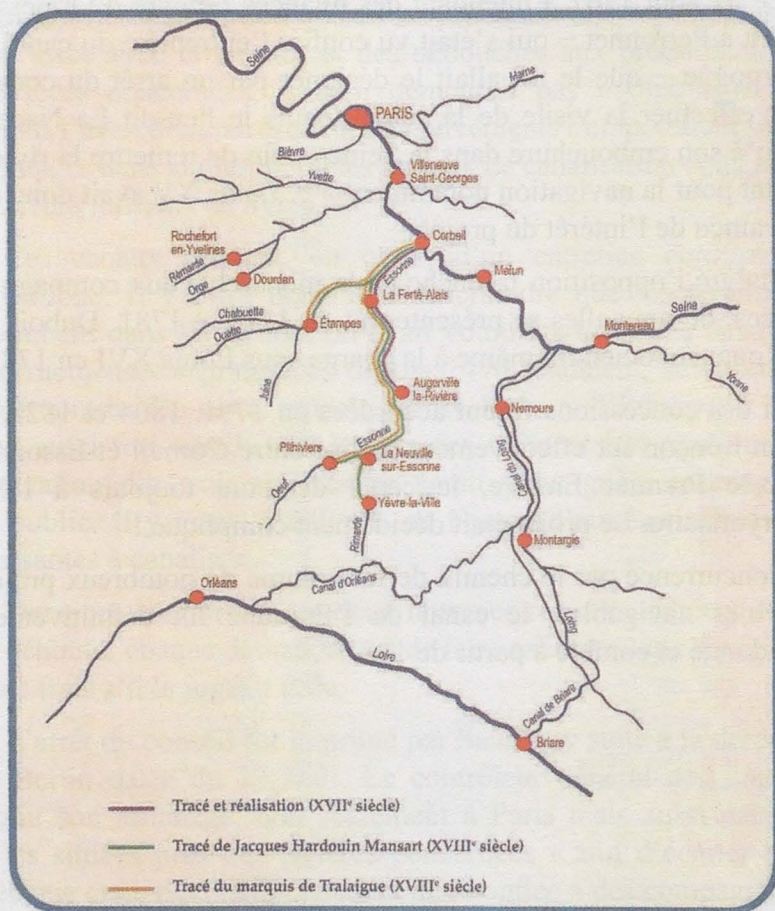 Seine
Marne
PARIS
Bièvre
Villeneuve
Saint-Georges
Yvette
Corbeil
Rochefort
en-Yvelines
Rémarde
Orge
Dourdan
Essonne
Melun
La Ferté-Alais
Seine
Chalouette
Ouette
Étampes
Montereau
Yonne
Juine
Augerville
la-Rivière
Nemours
Essonne
Pithiviers
La Neuville
sur-Essonne
Canal du Loing
Oeuf
Yèvre-la-Ville
Rimarde
Montargis
Orléans
Canal d'Orléans
Loing
Loire
Canal de Briare
Briare
Tracé et réalisation (XVIIe siècle)
Tracé de Jacques Hardouin Mansart (XVIIIe siècle)
Tracé du marquis de Tralaigue (XVIIIe siècle)